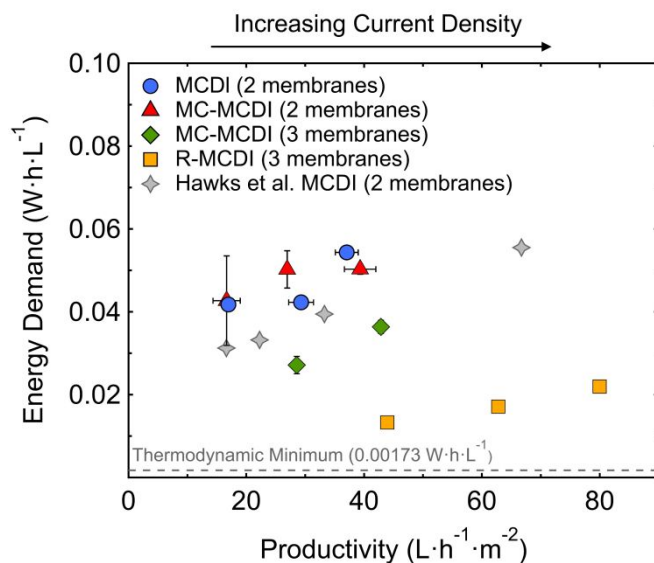 Increasing Current Density
0.10
MCDI (2 membranes)
MC-MCDI (2 membranes)
0.08
MC-MCDI (3 membranes)
R-MCDI (3 membranes)
Hawks et al. MCDI (2 membranes)
0.06
0.04
0.02
Energy Demand (W·h·L⁻¹)
Thermodynamic Minimum (0.00173 W·h·L⁻¹)
0 20 40 60 80
Productivity (L·h⁻¹·m⁻²)